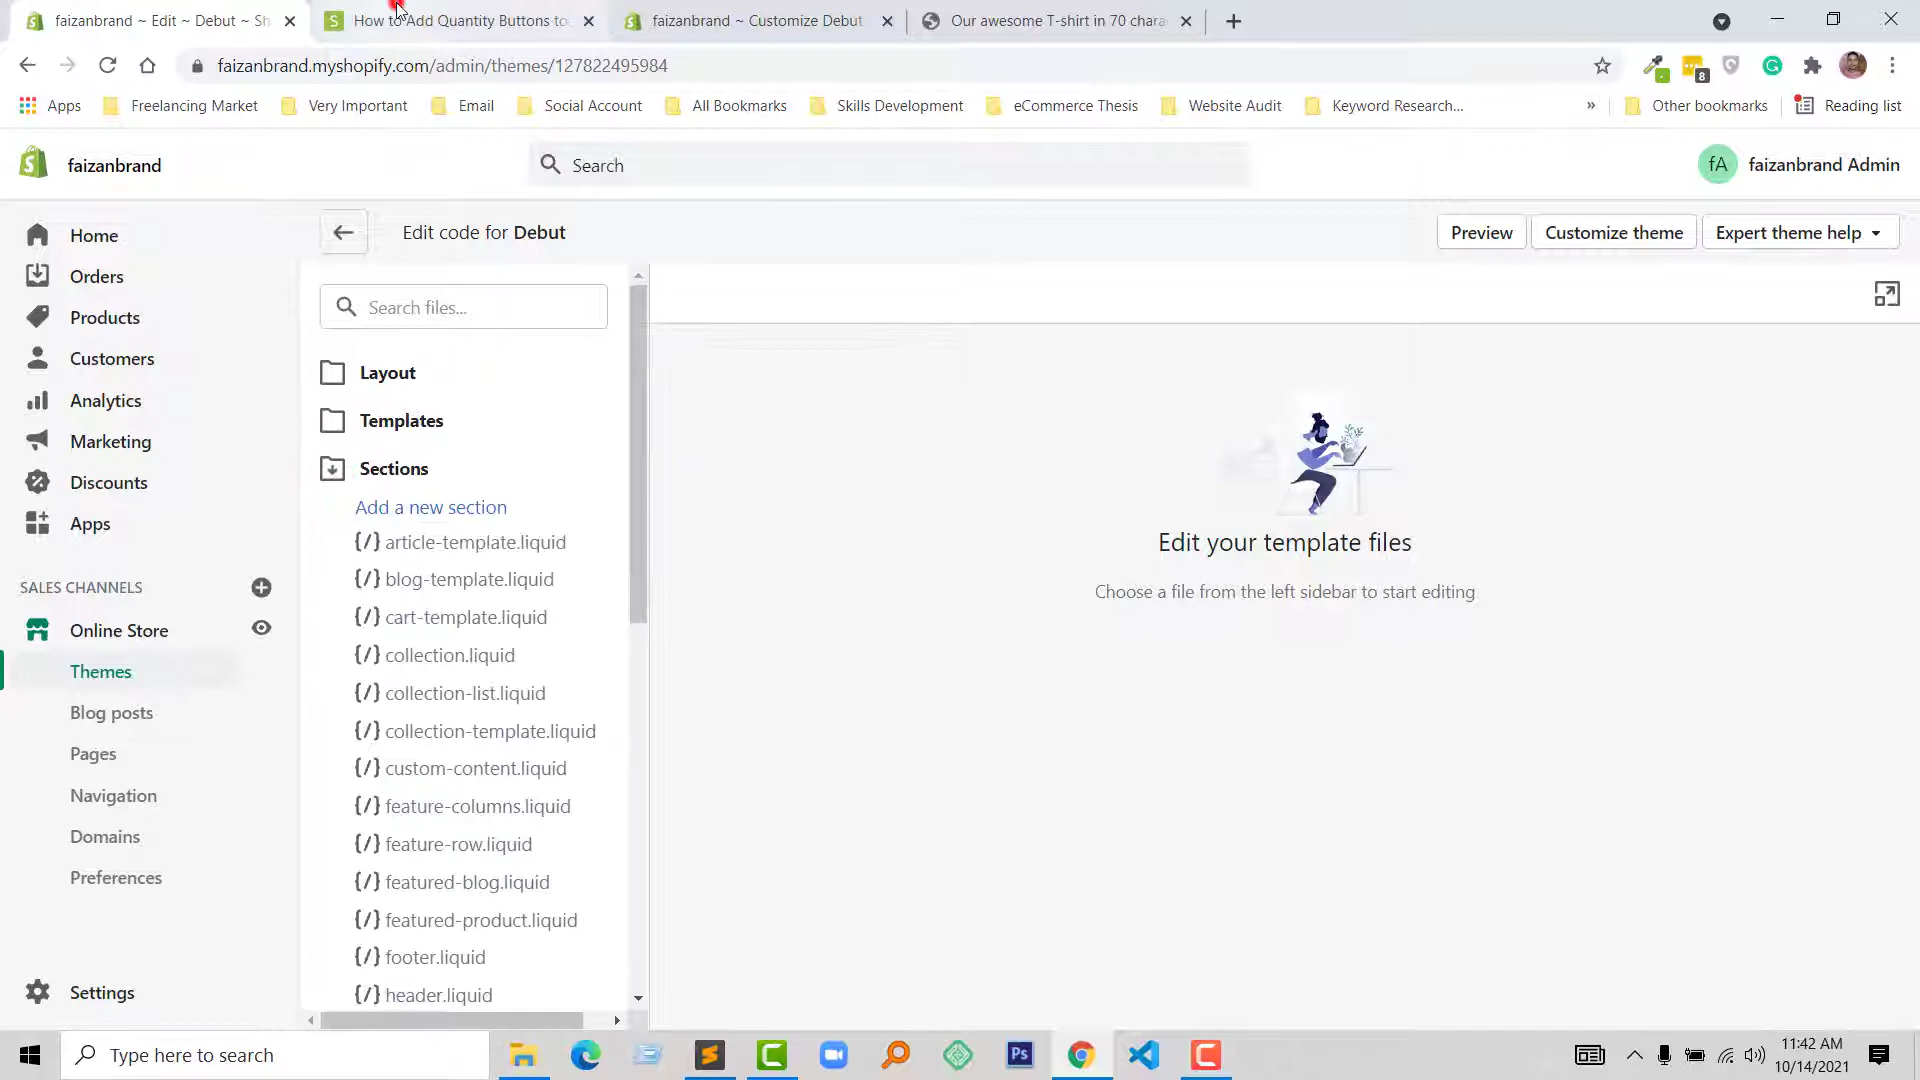 faizanbrand ~ Edit ~ Debut ~ Sh
How to Add Quantity Buttons to
faizanbrand ~ Customize Debut
Our awesome T-shirt in 70 chara
faizanbrand.myshopify.com/admin/themes/127822495984
8
Apps
Freelancing Market
Very Important
Email
Social Account
All Bookmarks
Skills Development
eCommerce Thesis
Website Audit
Keyword Research...
»
Other bookmarks
Reading list
faizanbrand
Search
fA
faizanbrand Admin
Home
Orders
Products
Customers
Analytics
Marketing
Discounts
Apps
SALES CHANNELS
Online Store
Themes
Blog posts
Pages
Navigation
Domains
Preferences
Settings
Edit code for Debut
Preview
Customize theme
Expert theme help
Search files...
Layout
Templates
Sections
Add a new section
{/} article-template.liquid
{/} blog-template.liquid
{/} cart-template.liquid
{/} collection.liquid
{/} collection-list.liquid
{/} collection-template.liquid
{/} custom-content.liquid
{/} feature-columns.liquid
{/} feature-row.liquid
{/} featured-blog.liquid
{/} featured-product.liquid
{/} footer.liquid
{/} header.liquid
Edit your template files
Choose a file from the left sidebar to start editing
Type here to search
Ps
11:42 AM
10/14/2021